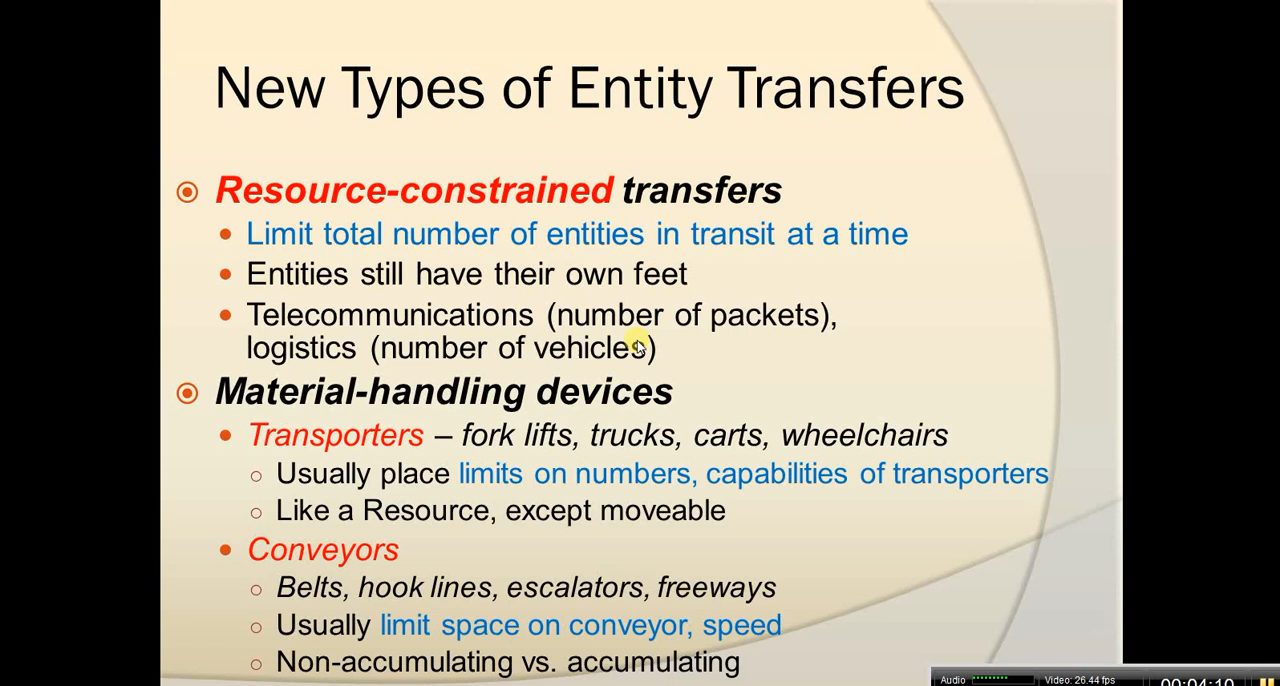 New Types of Entity Transfers
Resource-constrained transfers
Limit total number of entities in transit at a time
Entities still have their own feet
Telecommunications (number of packets),
logistics (number of vehicles)
Material-handling devices
Transporters – fork lifts, trucks, carts, wheelchairs
Usually place limits on numbers, capabilities of transporters
Like a Resource, except moveable
Conveyors
Belts, hook lines, escalators, freeways
Usually limit space on conveyor, speed
Non-accumulating vs. accumulating
Audio
Video: 26.44 fps
00:04:10